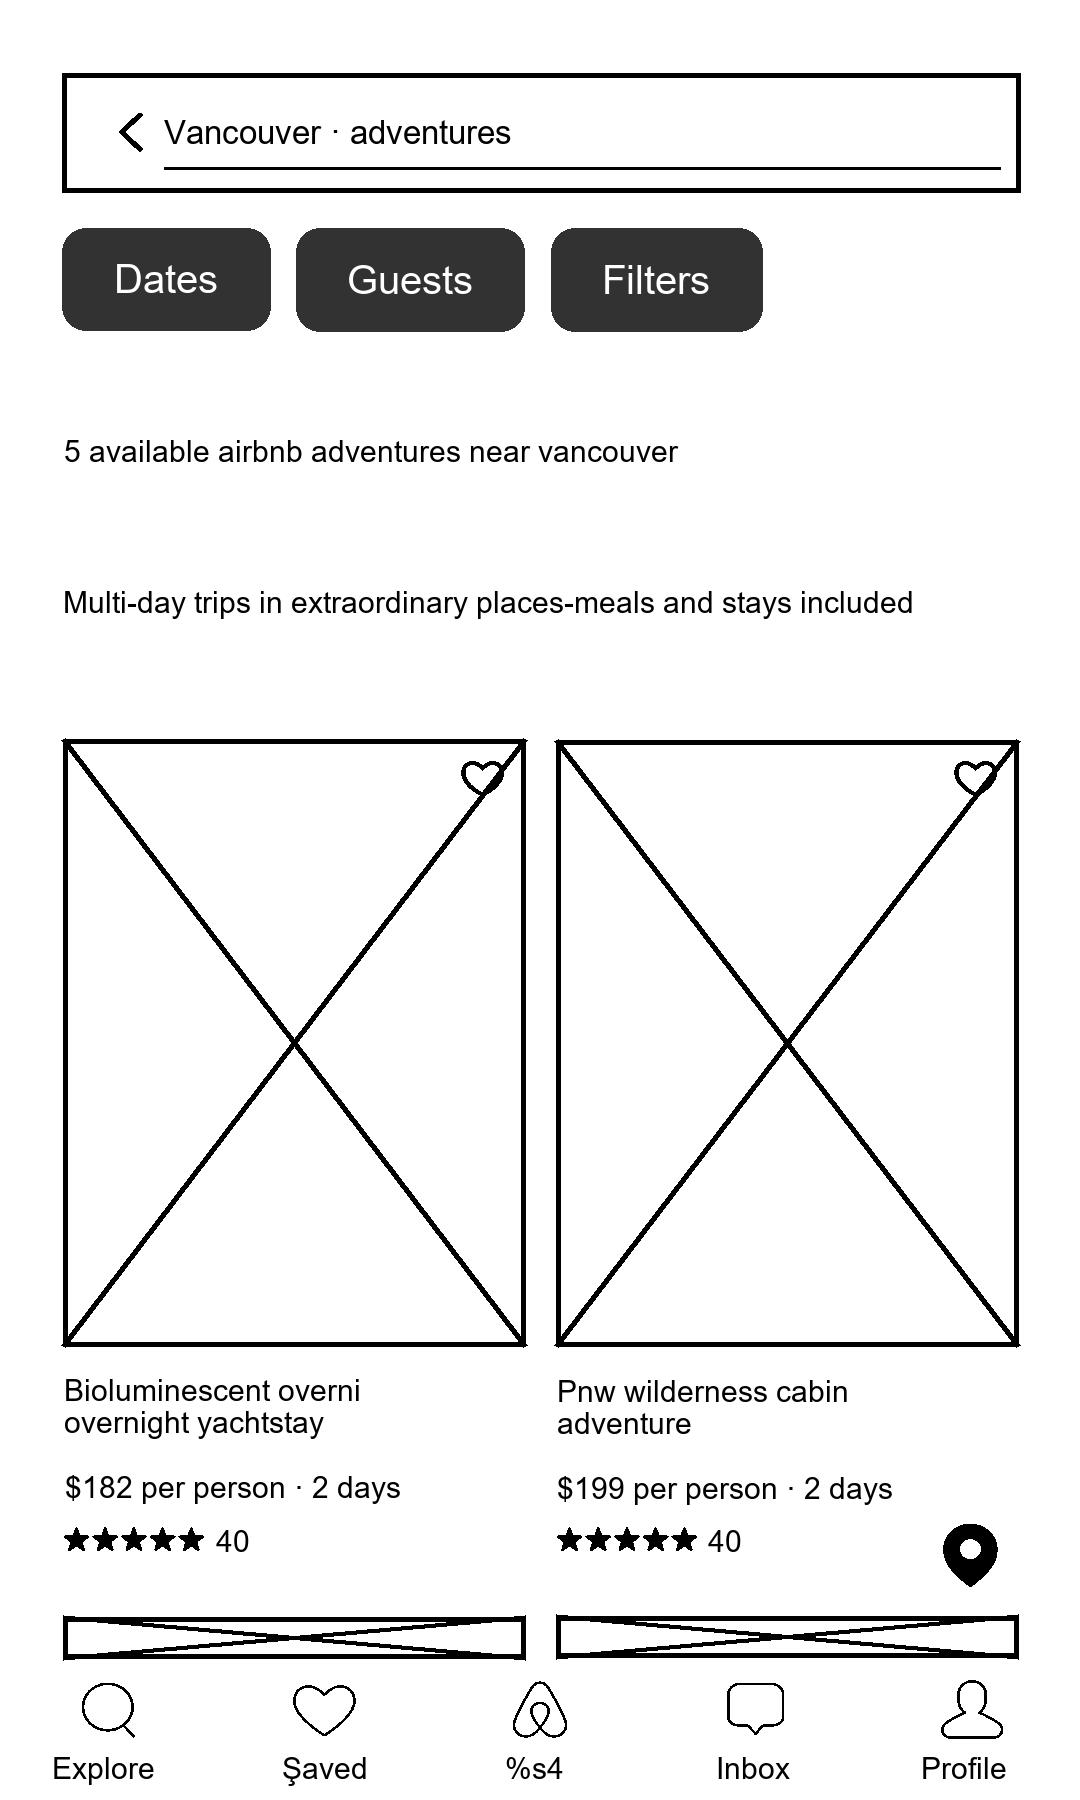 Vancouver · adventures
Dates
Guests
Filters
5 available airbnb adventures near vancouver
Multi-day trips in extraordinary places-meals and stays included
Bioluminescent overni
overnight yachtstay
$182 per person · 2 days
40
Pnw wilderness cabin
adventure
$199 per person · 2 days
40
Explore
Şaved
%s4
Inbox
Profile